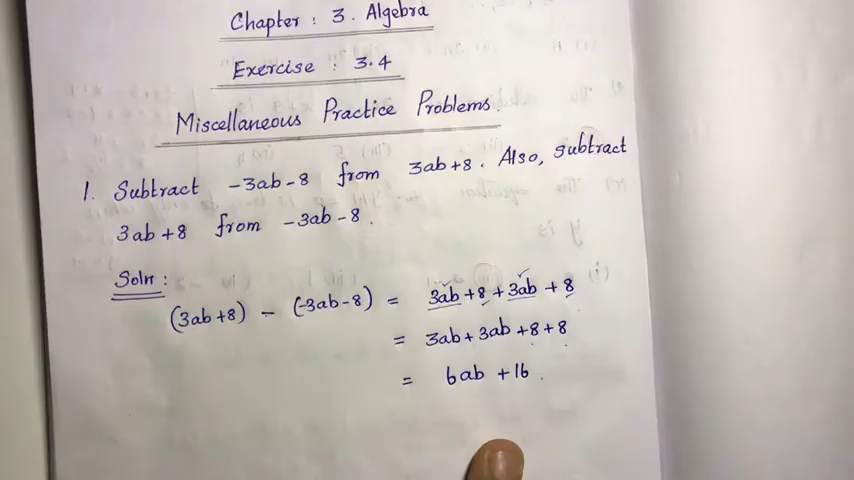 Chapter : 3. Algebra
Exercise : 3.4
Miscellaneous Practice Problems.
1. Subtract -3ab-8 from 3ab+8. Also, subtract
3ab+8 from -3ab-8.
Soln :
(3ab+8) - (-3ab-8) = 3ab+8+3ab+8
= 3ab+3ab+8+8
= 6ab+16.